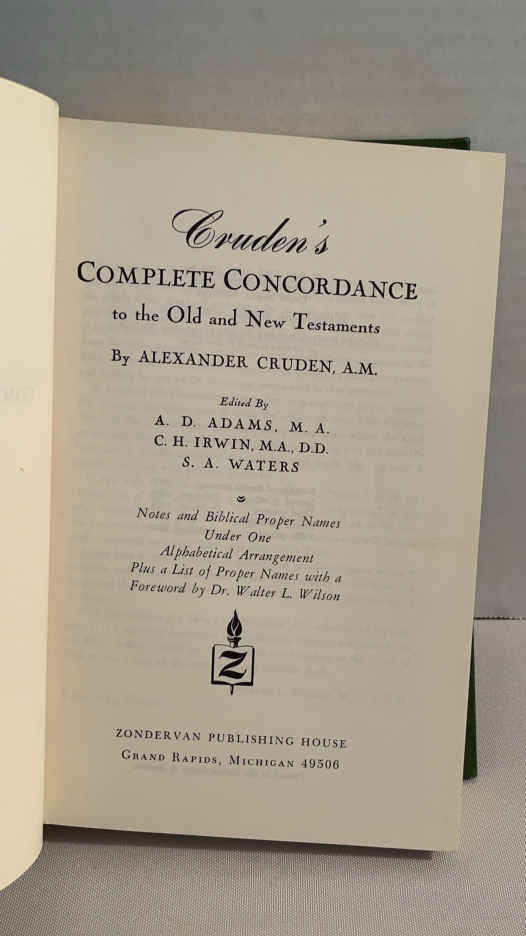 Cruden's
COMPLETE CONCORDANCE
to the Old and New Testaments
By ALEXANDER CRUDEN, A.M.
Edited By
A. D. ADAMS, M. A.
C. H. IRWIN, M.A., D.D.
S. A. WATERS
Notes and Biblical Proper Names
Under One
Alphabetical Arrangement
Plus a List of Proper Names with a
Foreword by Dr. Walter L. Wilson
Z
ZONDERVAN PUBLISHING HOUSE
GRAND RAPIDS, MICHIGAN 49506